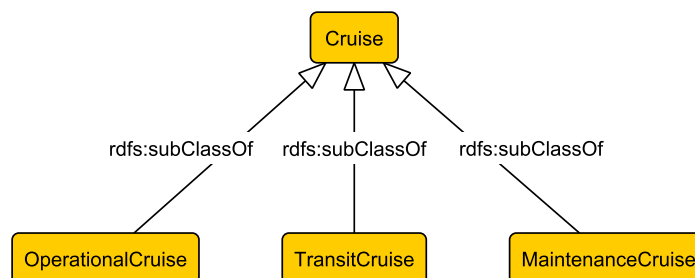 Cruise
rdfs:subClassOf
rdfs:subClassOf
rdfs:subClassOf
OperationalCruise
TransitCruise
MaintenanceCruise